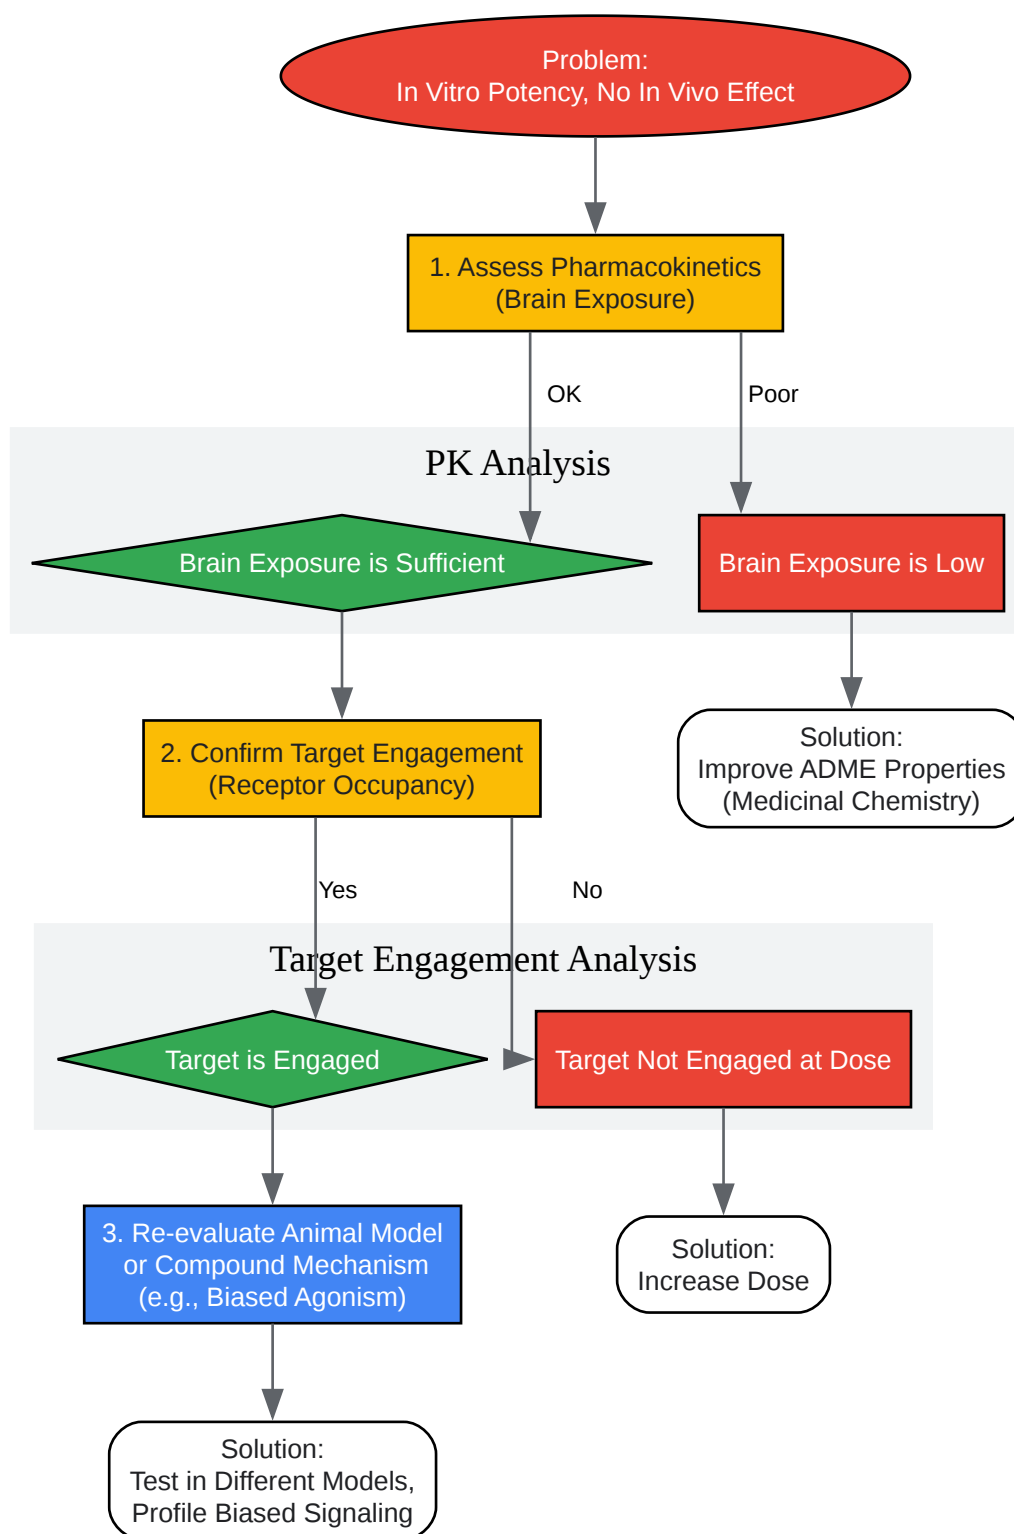 Problem:
In Vitro Potency, No In Vivo Effect
1. Assess Pharmacokinetics
(Brain Exposure)
OK
Poor
PK Analysis
Brain Exposure is Sufficient
Brain Exposure is Low
2. Confirm Target Engagement
(Receptor Occupancy)
Solution:
Improve ADME Properties
(Medicinal Chemistry)
Yes
No
Target Engagement Analysis
Target is Engaged
Target Not Engaged at Dose
3. Re-evaluate Animal Model
or Compound Mechanism
(e.g., Biased Agonism)
Solution:
Increase Dose
Solution:
Test in Different Models,
Profile Biased Signaling